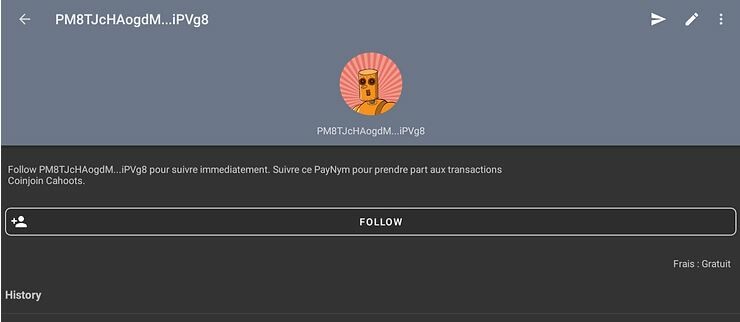 PM8TJcHAogdM...iPVg8
PM8TJcHAogdM...iPVg8
Follow PM8TJcHAogdM...iPVg8 pour suivre immediatement. Suivre ce PayNym pour prendre part aux transactions
Coinjoin Cahoots.
FOLLOW
Frais : Gratuit
History